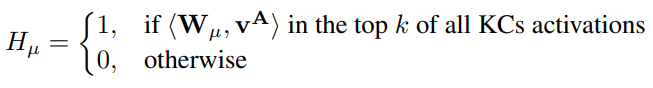 H_μ = { 1, if ⟨W_μ, v^A⟩ in the top k of all KCs activations
0, otherwise